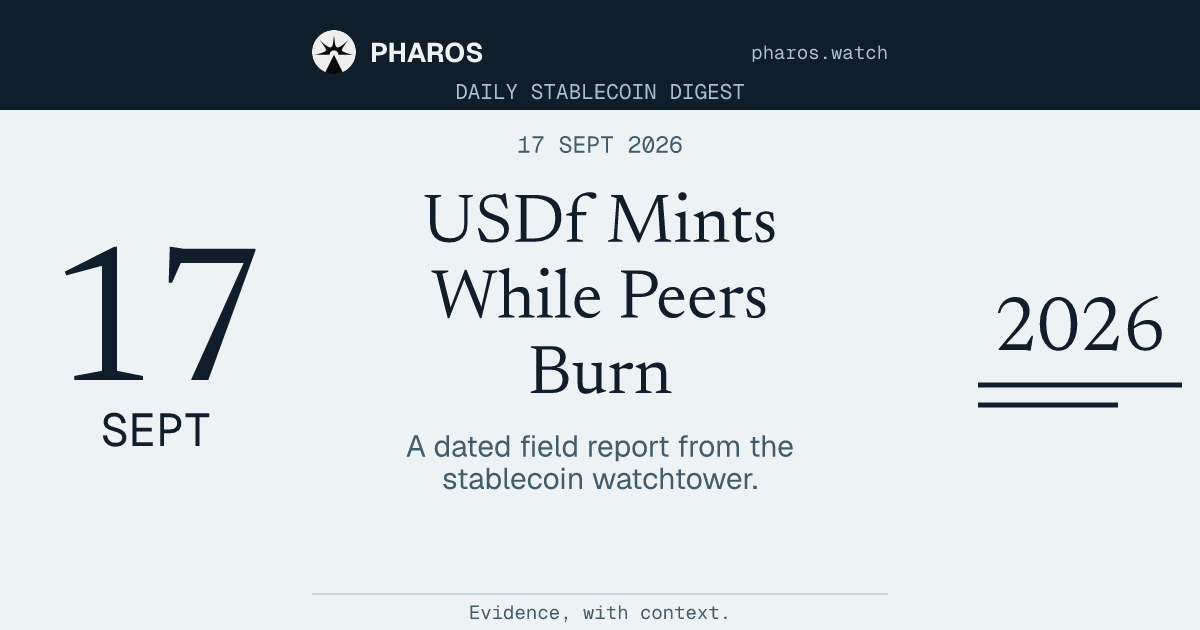 PHAROS
pharos.watch
DAILY STABLECOIN DIGEST
17 SEPT 2026
17
SEPT
USDf Mints
While Peers
Burn
A dated field report from the
stablecoin watchtower.
2026
Evidence, with context.